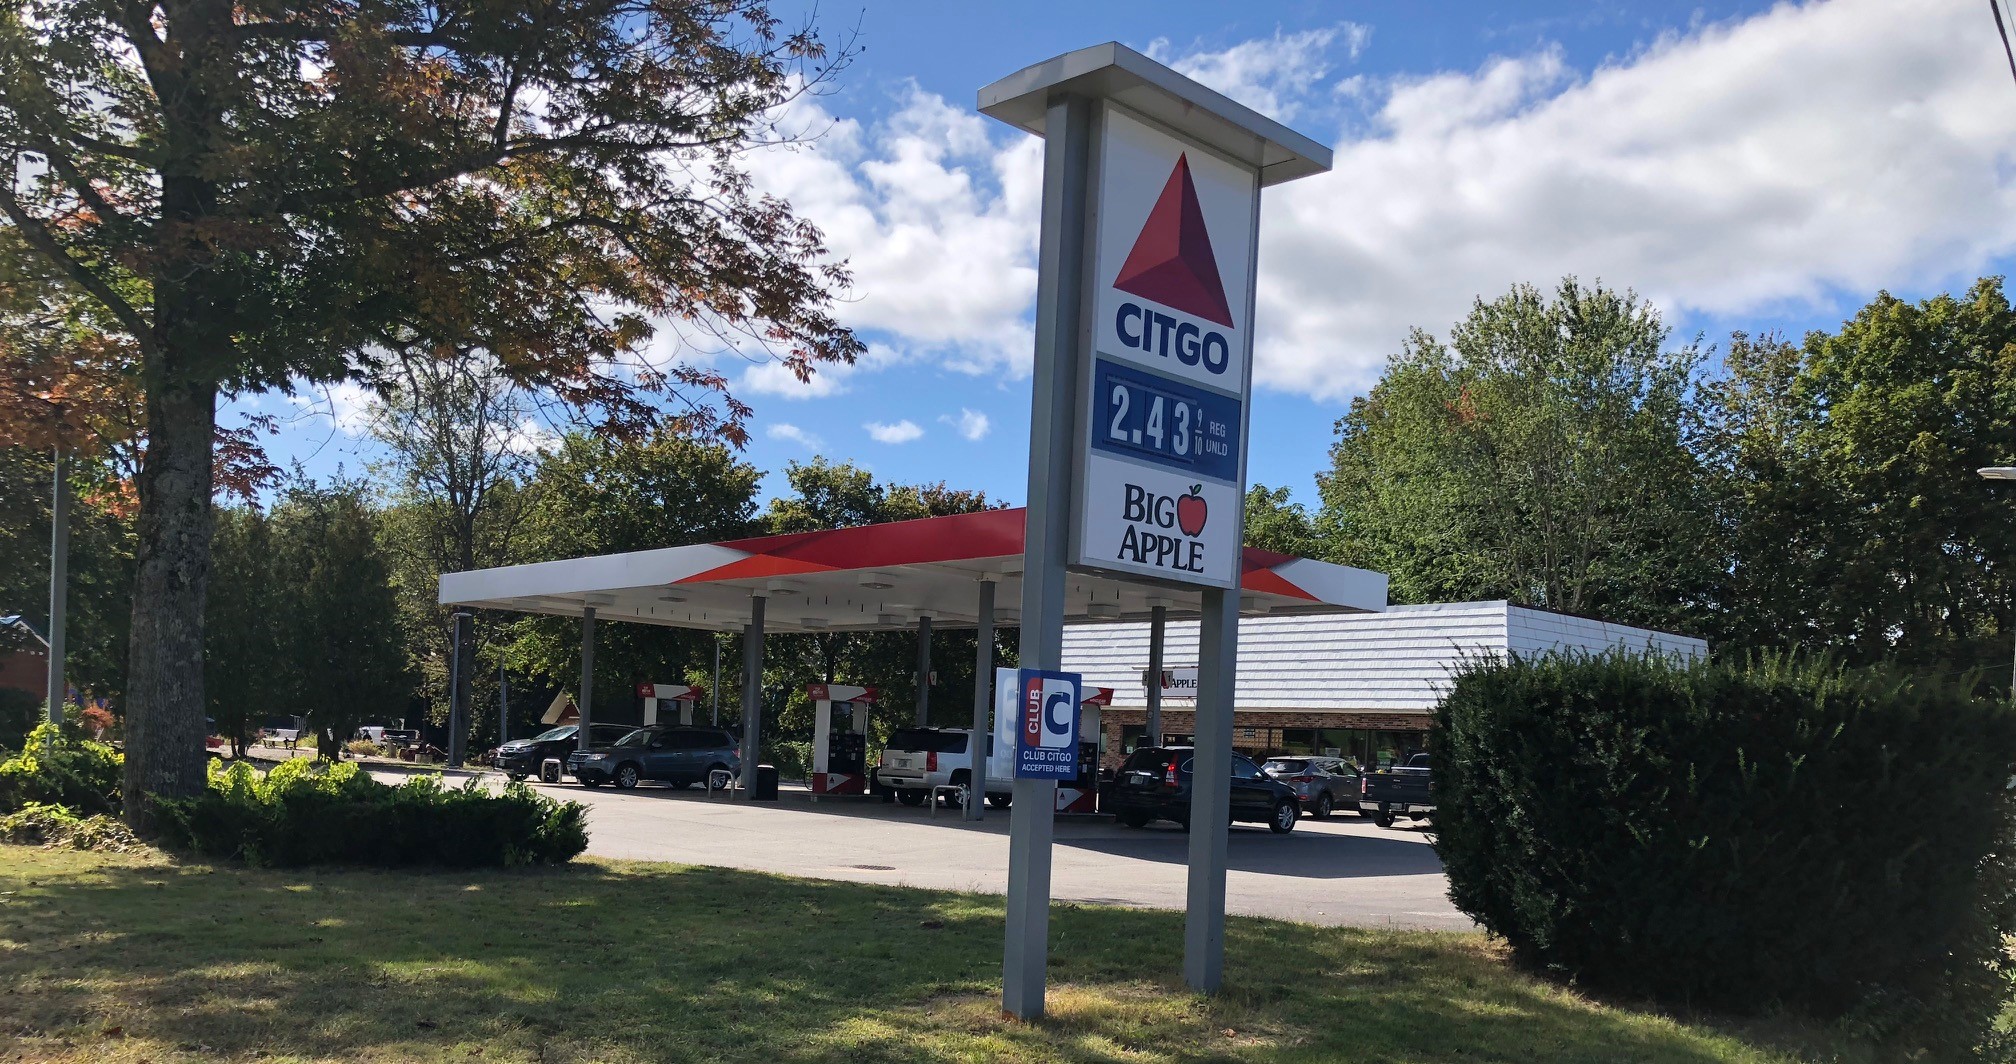 CITGO
2.43 9/10 REG
UNLD
BIG
APPLE
CLUB C
CLUB CITGO
ACCEPTED HERE
APPLE